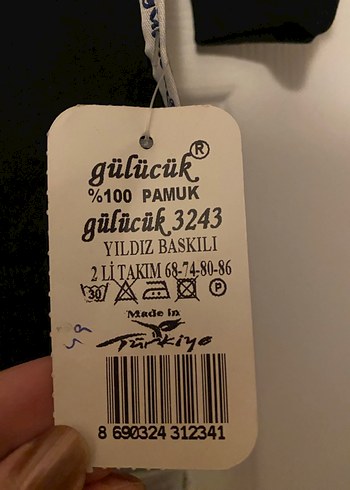 gülücük ®
%100 PAMUK
gülücük 3243
YILDIZ BASKILI
2 Lİ TAKIM 68-74-80-86
30 P
Made in
Türkiye
8 690324 312341